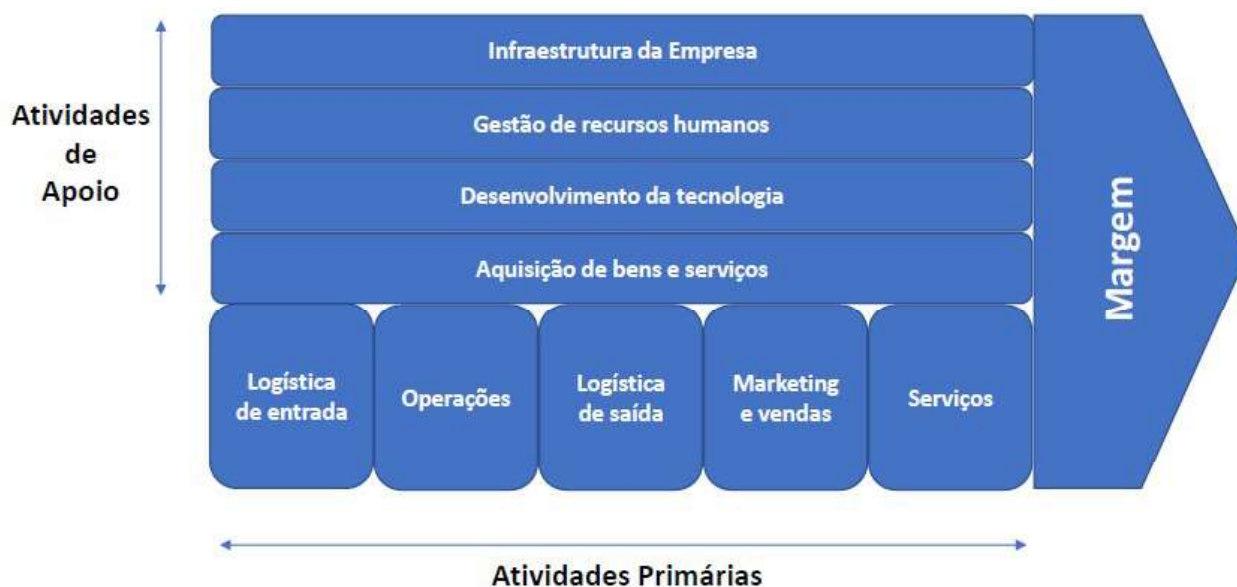 Atividades
de
Apoio
Infraestrutura da Empresa
Gestão de recursos humanos
Desenvolvimento da tecnologia
Aquisição de bens e serviços
Logística
de entrada
Operações
Logística
de saída
Marketing
e vendas
Serviços
Margem
Atividades Primárias